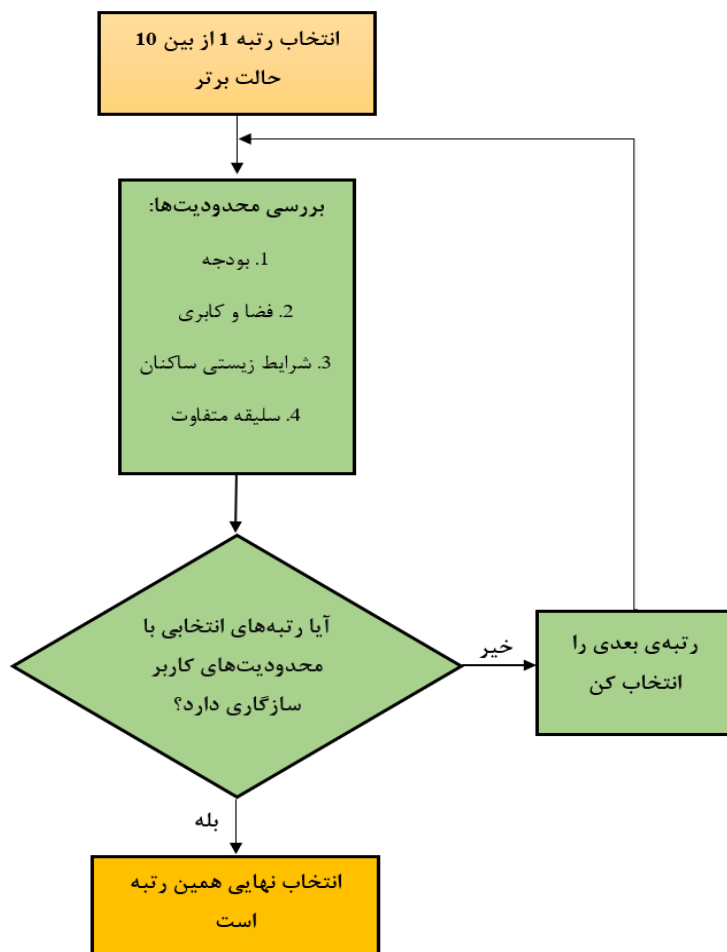 انتخاب رتبه 1 از بین 10
حالت برتر
بررسی محدودیت‌ها:
1. بودجه
2. فضا و کابری
3. شرایط زیستی ساکنان
4. سلیقه متفاوت
آیا رتبه‌های انتخابی با
محدودیت‌های کاربر
سازگاری دارد؟
خیر
رتبه‌ی بعدی را
انتخاب کن
بله
انتخاب نهایی همین رتبه
است